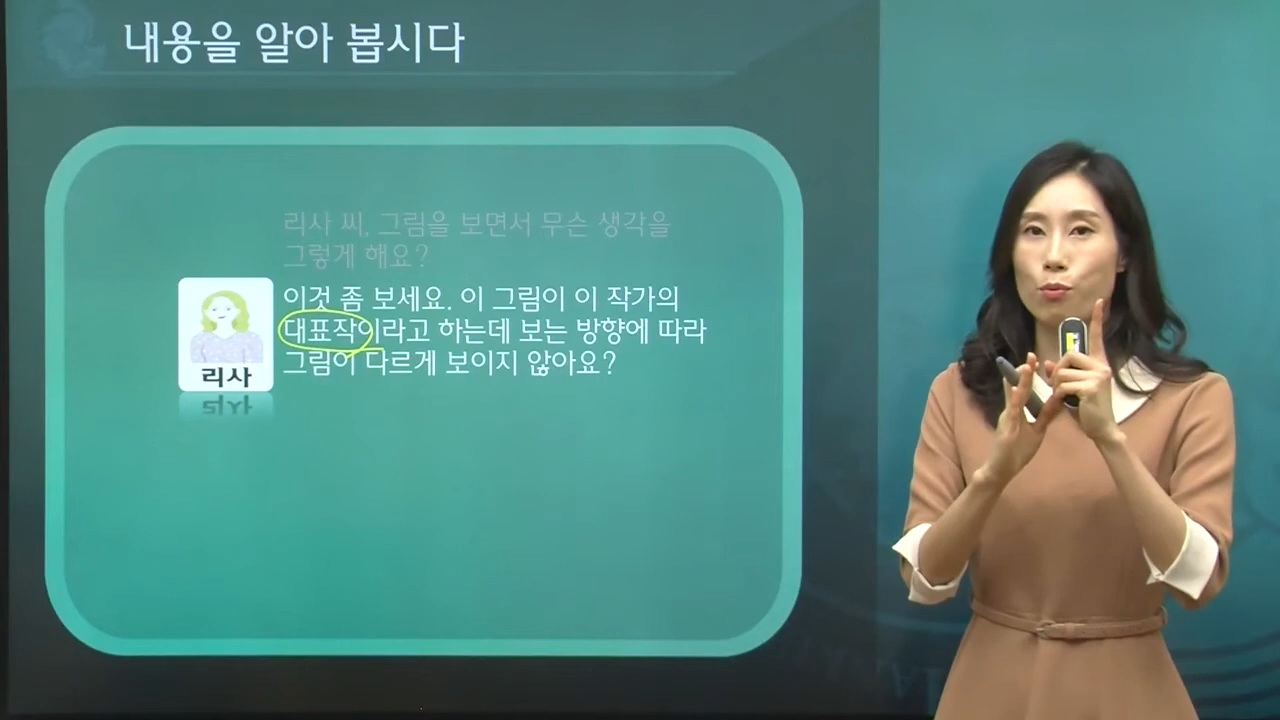 내용을 알아 봅시다
리사 씨, 그림을 보면서 무슨 생각을
그렇게 해요?
이것 좀 보세요. 이 그림이 이 작가의
대표작이라고 하는데 보는 방향에 따라
그림이 다르게 보이지 않아요?
리사